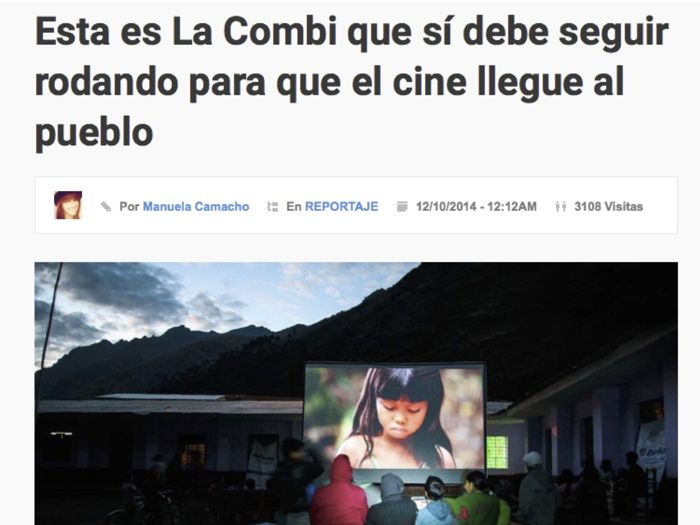 Esta es La Combi que sí debe seguir
rodando para que el cine llegue al
pueblo
Por Manuela Camacho En REPORTAJE 12/10/2014 - 12:12AM 3108 Visitas